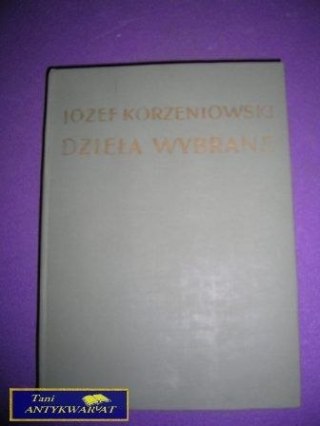 JÓZEF KORZENIOWSKI
DZIEŁA WYBRANE
Tani
ANTYKWARYAT